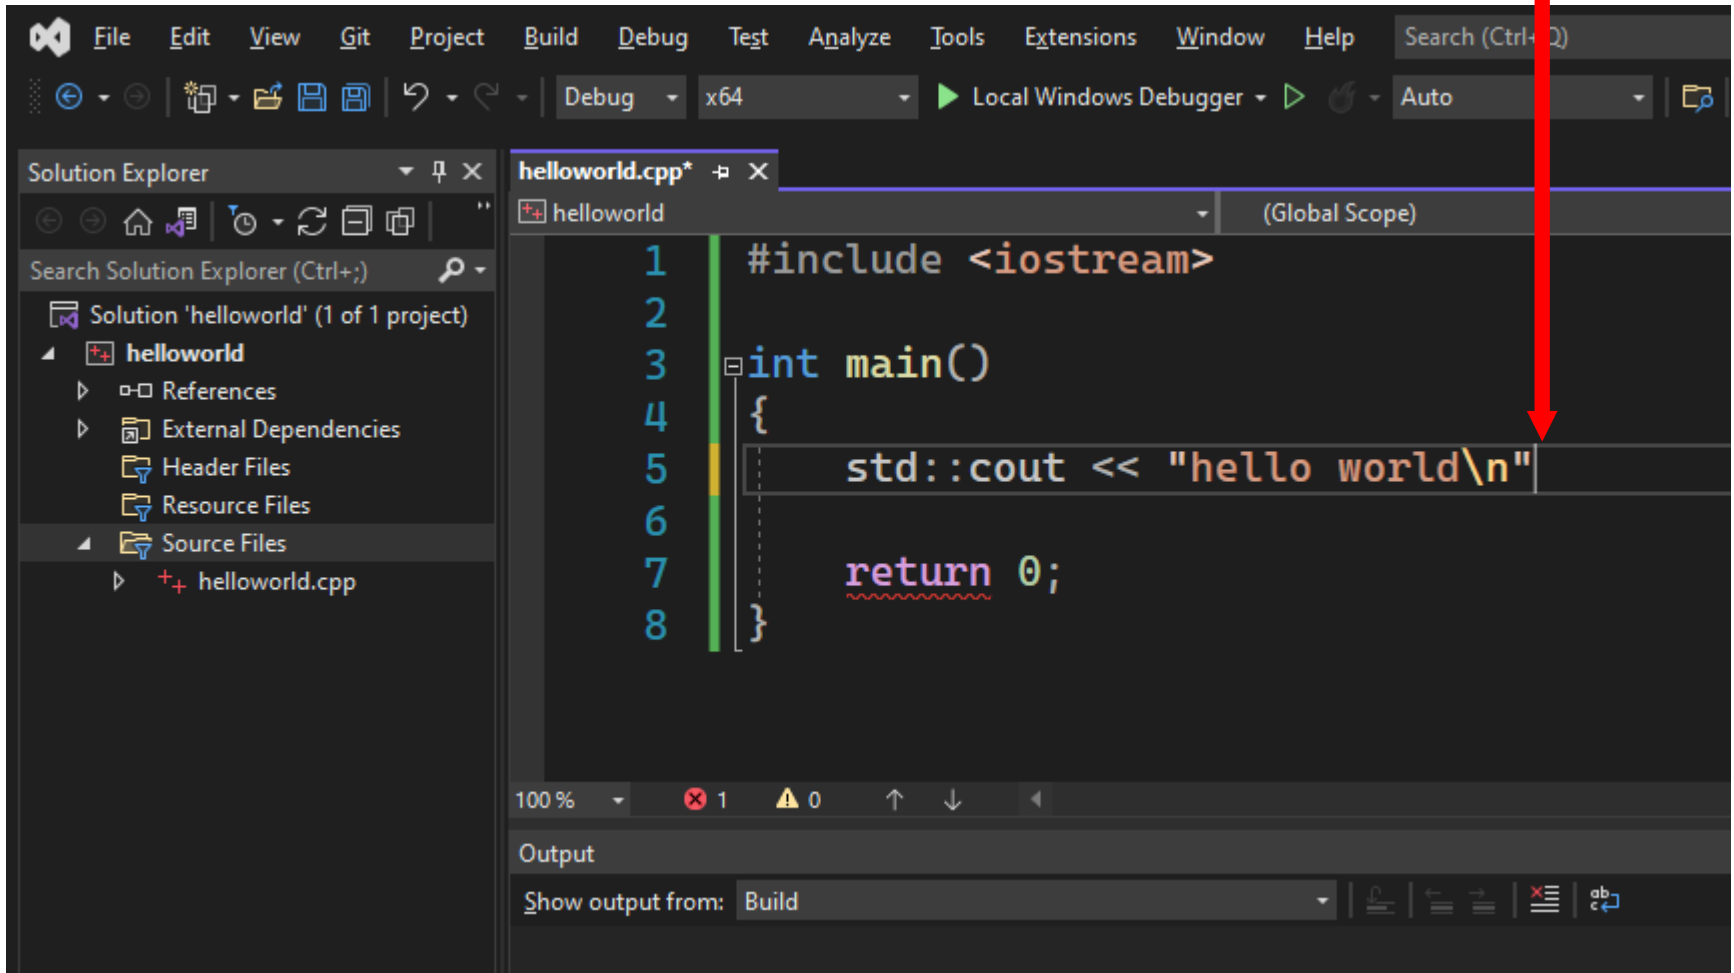 File Edit View Git Project Build Debug Test Analyze Tools Extensions Window Help Search (Ctrl+Q)
Debug x64 Local Windows Debugger Auto
Solution Explorer
Search Solution Explorer (Ctrl+;)
Solution 'helloworld' (1 of 1 project)
helloworld
References
External Dependencies
Header Files
Resource Files
Source Files
helloworld.cpp
helloworld.cpp*
helloworld (Global Scope)
1 #include <iostream>
2
3 int main()
4 {
5 std::cout << "hello world\n"
6
7 return 0;
8 }
100 % 1 0
Output
Show output from: Build